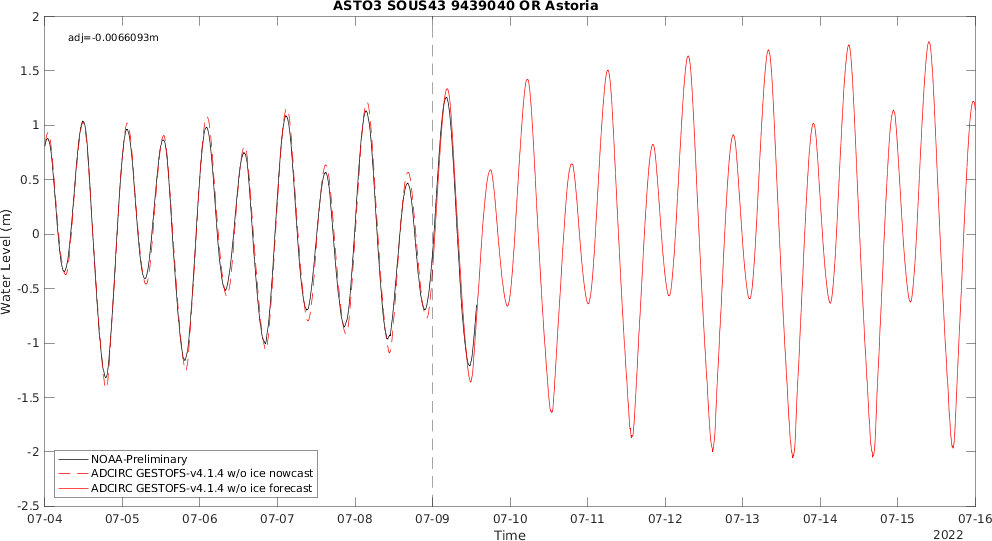 ASTO3 SOUS43 9439040 OR Astoria
adj=-0.0066093m
2
1.5
1
0.5
0
-0.5
-1
-1.5
-2
-2.5
Water Level (m)
NOAA-Preliminary
ADCIRC GESTOFS-v4.1.4 w/o ice nowcast
ADCIRC GESTOFS-v4.1.4 w/o ice forecast
07-04 07-05 07-06 07-07 07-08 07-09 07-10 07-11 07-12 07-13 07-14 07-15 07-16
Time
2022